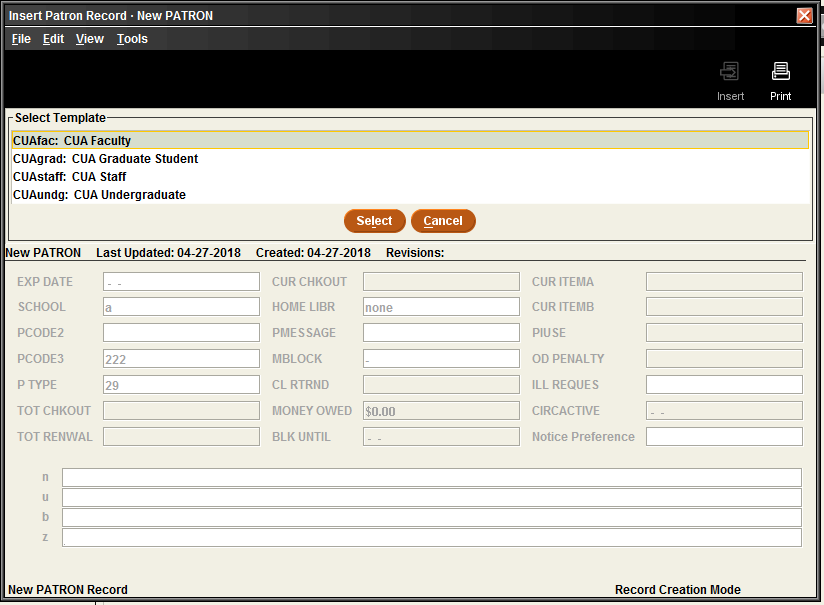 Insert Patron Record · New PATRON
File Edit View Tools
Insert Print
Select Template
CUAfac: CUA Faculty
CUAgrad: CUA Graduate Student
CUAstaff: CUA Staff
CUAundg: CUA Undergraduate
Select Cancel
New PATRON Last Updated: 04-27-2018 Created: 04-27-2018 Revisions:
EXP DATE - - CUR CHKOUT CUR ITEMA
SCHOOL a HOME LIBR none CUR ITEMB
PCODE2 PMESSAGE PIUSE
PCODE3 222 MBLOCK - OD PENALTY
P TYPE 29 CL RTRND ILL REQUES
TOT CHKOUT MONEY OWED $0.00 CIRCACTIVE - -
TOT RENWAL BLK UNTIL - - Notice Preference
n
u
b
z
New PATRON Record Record Creation Mode